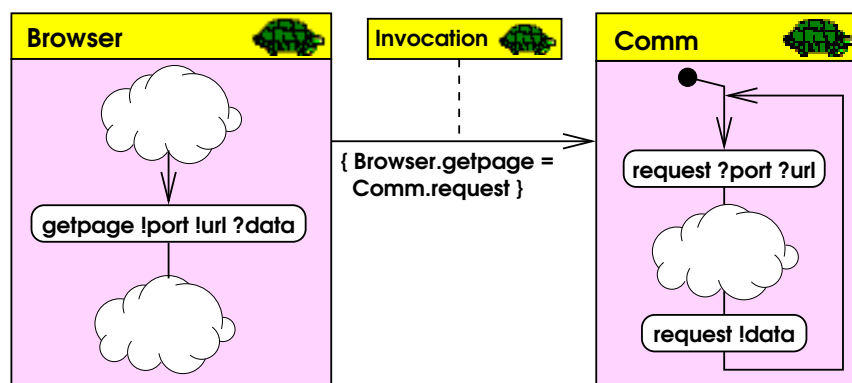 Browser
Invocation
Comm
{ Browser.getpage =
Comm.request }
getpage !port !url ?data
request ?port ?url
request !data